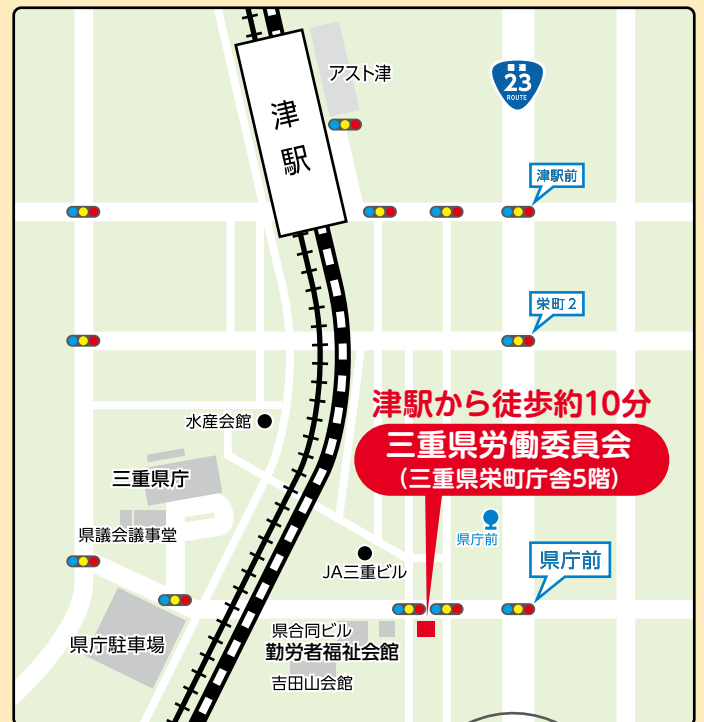 アスト津
国道
23
ROUTE
津
駅
津駅前
栄町2
津駅から徒歩約10分
三重県労働委員会
(三重県栄町庁舎5階)
水産会館
三重県庁
県議会議事堂
県庁前
県庁前
JA三重ビル
県合同ビル
勤労者福祉会館
県庁駐車場
吉田山会館